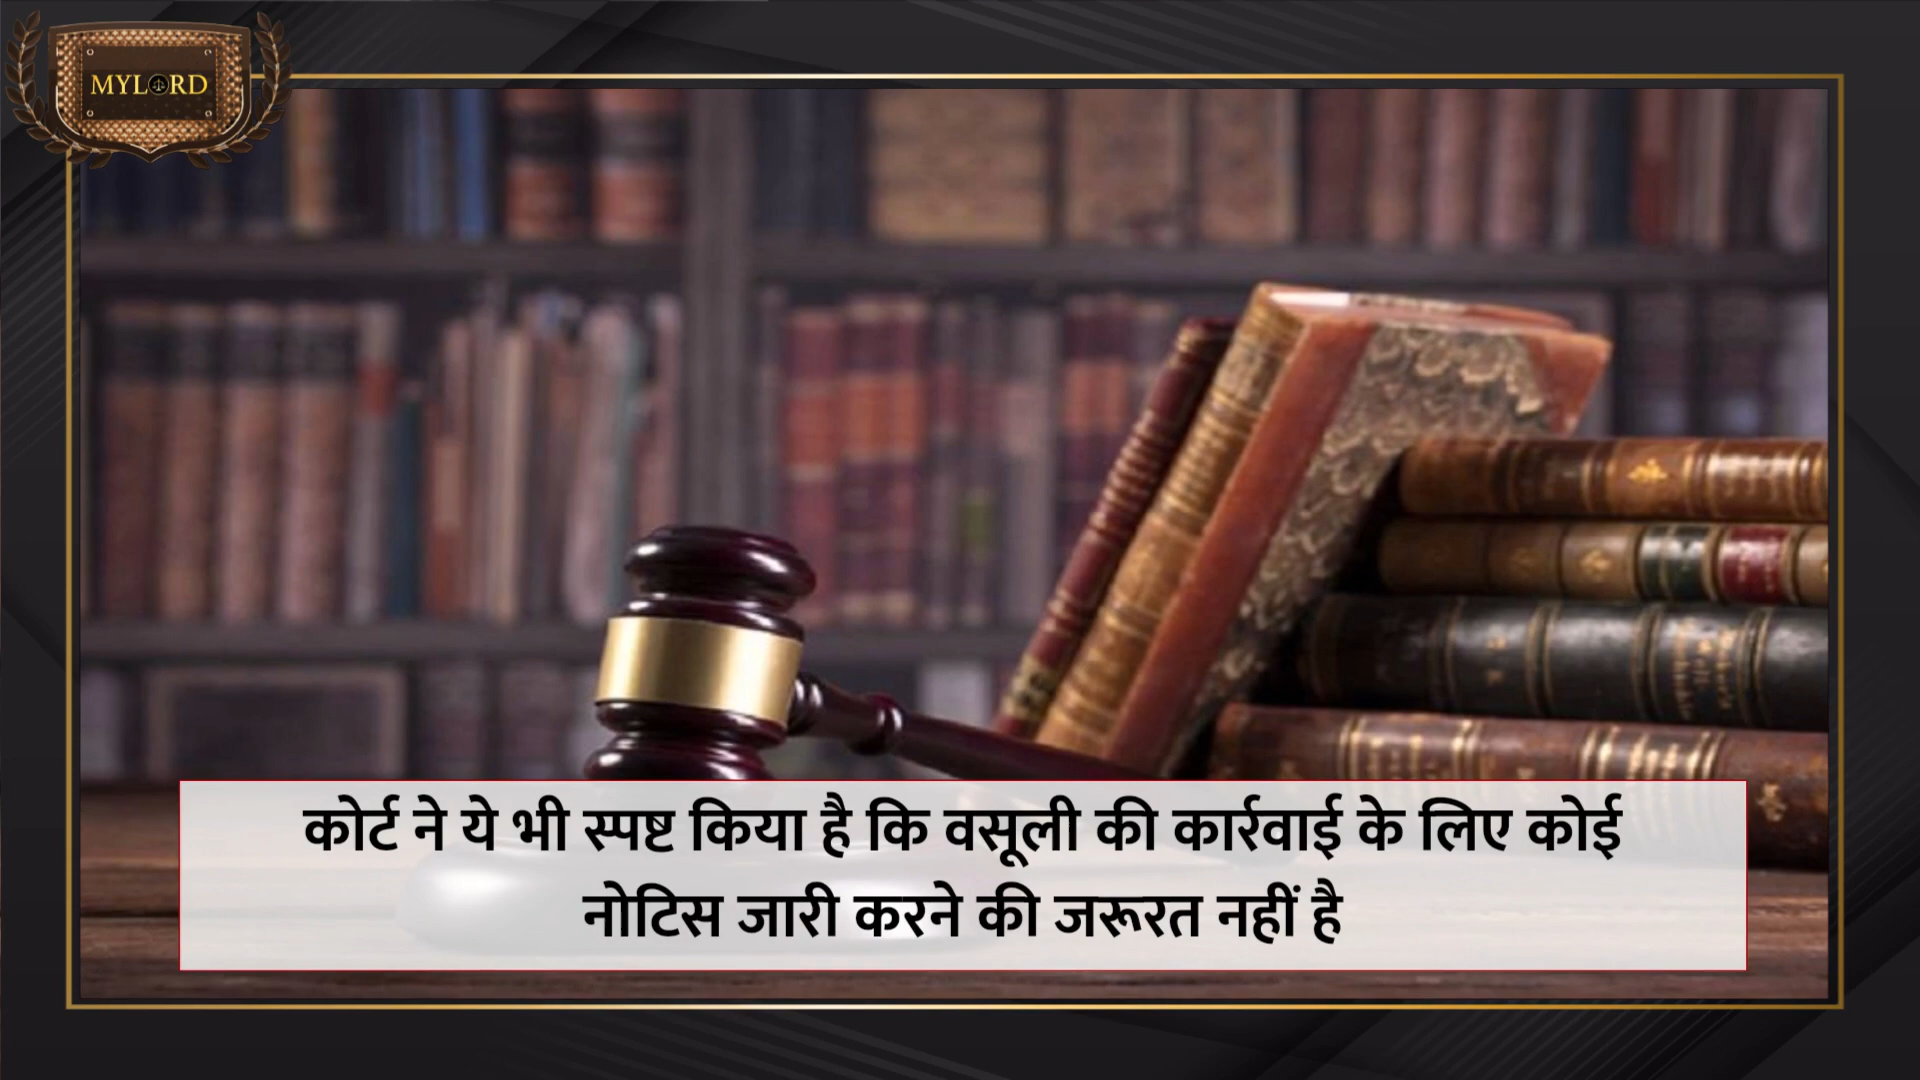 MYLORD
कोर्ट ने ये भी स्पष्ट किया है कि वसूली की कार्रवाई के लिए कोई
नोटिस जारी करने की जरूरत नहीं है